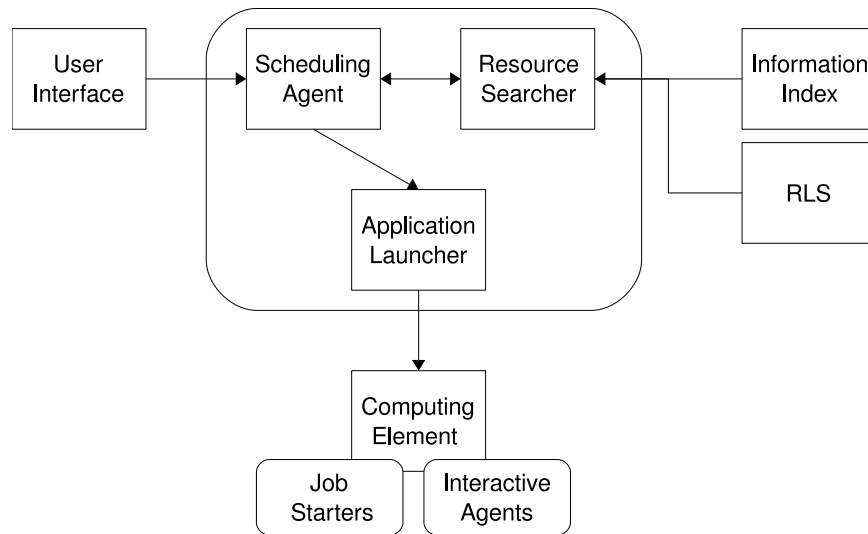 User
Interface
Scheduling
Agent
Resource
Searcher
Information
Index
RLS
Application
Launcher
Computing
Element
Job
Starters
Interactive
Agents